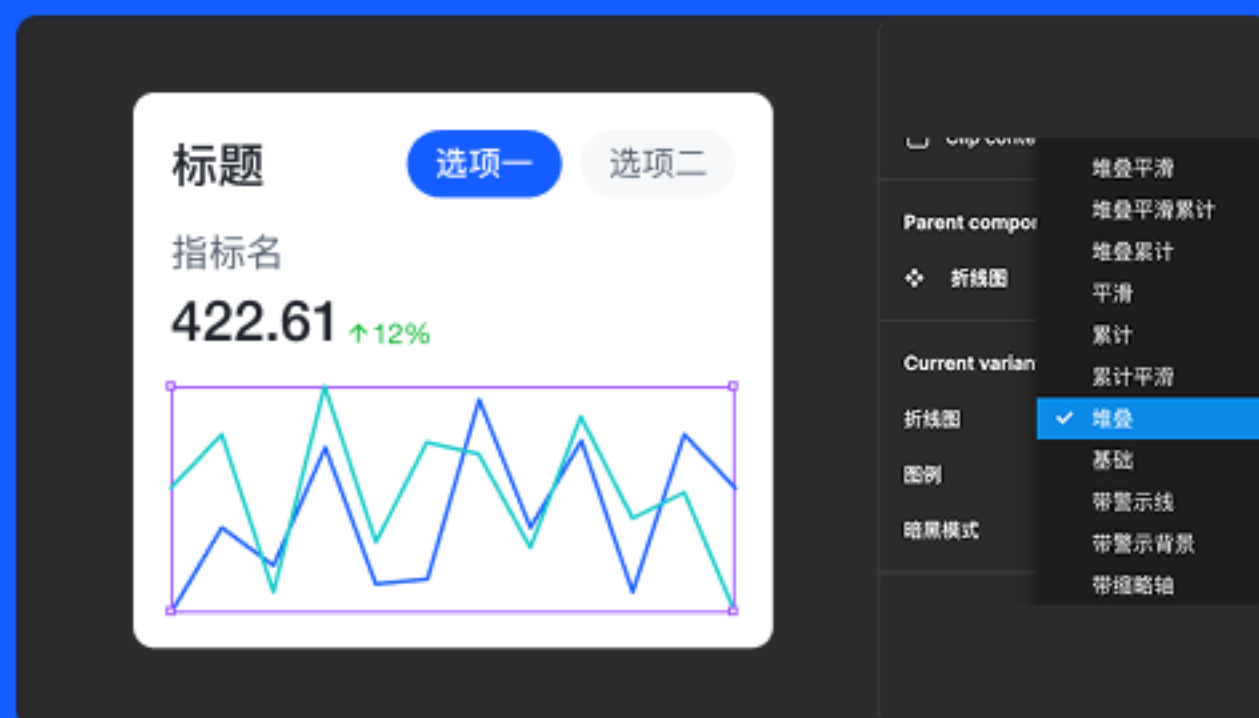 标题
选项一
选项二
指标名
422.61 ↑12%
Parent compo
折线图
Current varian
折线图
图例
暗黑模式
堆叠平滑
堆叠平滑累计
堆叠累计
平滑
累计
累计平滑
✓ 堆叠
基础
带警示线
带警示背景
带缩略轴